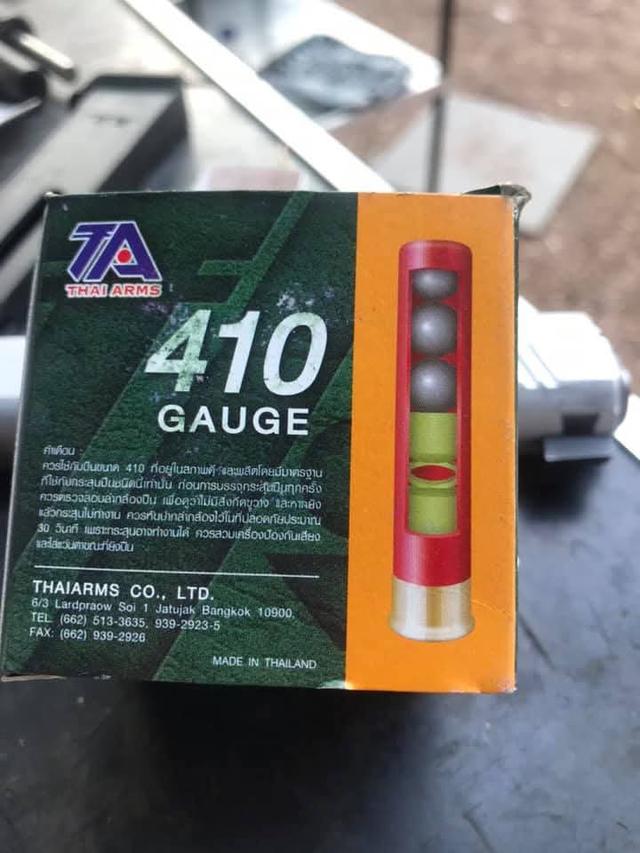 TA
THAI ARMS
410
GAUGE
คำเตือน :
ควรใช้กับปืนขนาด 410 ที่อยู่ในสภาพดี และผลิตโดยมีมาตรฐาน
ที่ใช้กับกระสุนปืนชนิดนี้เท่านั้น ก่อนการบรรจุกระสุนปืนทุกครั้ง
ควรตรวจสอบลำกล้องปืน เพื่อดูว่าไม่มีสิ่งกีดขวาง และหากยิง
แล้วกระสุนไม่ทำงาน ควรหันปากลำกล้องไว้ในที่ปลอดภัยประมาณ
30 วินาที เพราะกระสุนอาจทำงานได้ ควรสวมเครื่องป้องกันเสียง
และใส่แว่นตาขณะที่ยิงปืน
THAIARMS CO., LTD.
6/3 Lardpraow Soi 1 Jatujak Bangkok 10900.
TEL. (662) 513-3635, 939-2923-5
FAX: (662) 939-2926
MADE IN THAILAND